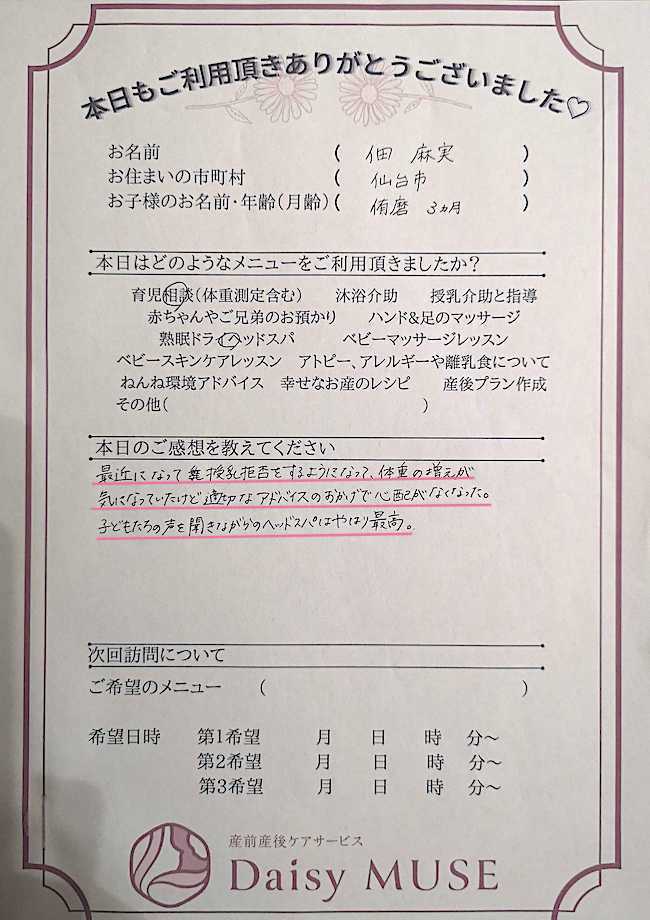 本日もご利用頂きありがとうございました♡
お名前 ( 佃 麻実 )
お住まいの市町村 ( 仙台市 )
お子様のお名前・年齢(月齢) ( 侑磨 3ヵ月 )
本日はどのようなメニューをご利用頂きましたか?
育児相談(体重測定含む) 沐浴介助 授乳介助と指導
赤ちゃんやご兄弟のお預かり ハンド&足のマッサージ
熟眠ドライヘッドスパ ベビーマッサージレッスン
ベビースキンケアレッスン アトピー、アレルギーや離乳食について
ねんね環境アドバイス 幸せなお産のレシピ 産後プラン作成
その他( )
本日のご感想を教えてください
最近になって授乳拒否をするようになって、体重の増えが
気になっていたけど適切なアドバイスのおかげで心配がなくなった。
子どもたちの声を聞きながらのヘッドスパはやはり最高。
次回訪問について
ご希望のメニュー ( )
希望日時 第1希望 月 日 時 分～
第2希望 月 日 時 分～
第3希望 月 日 時 分～
産前産後ケアサービス
Daisy MUSE